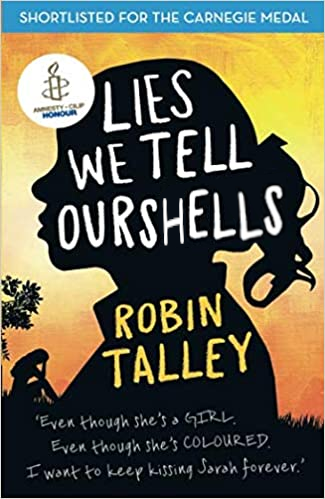 SHORTLISTED FOR THE CARNEGIE MEDAL
AMNESTY • CILIP
HONOUR
LIES
WE TELL
OURSHELLS
ROBIN
TALLEY
'Even though she's a GIRL.
Even though she's COLOURED.
I want to keep kissing Sarah forever.'